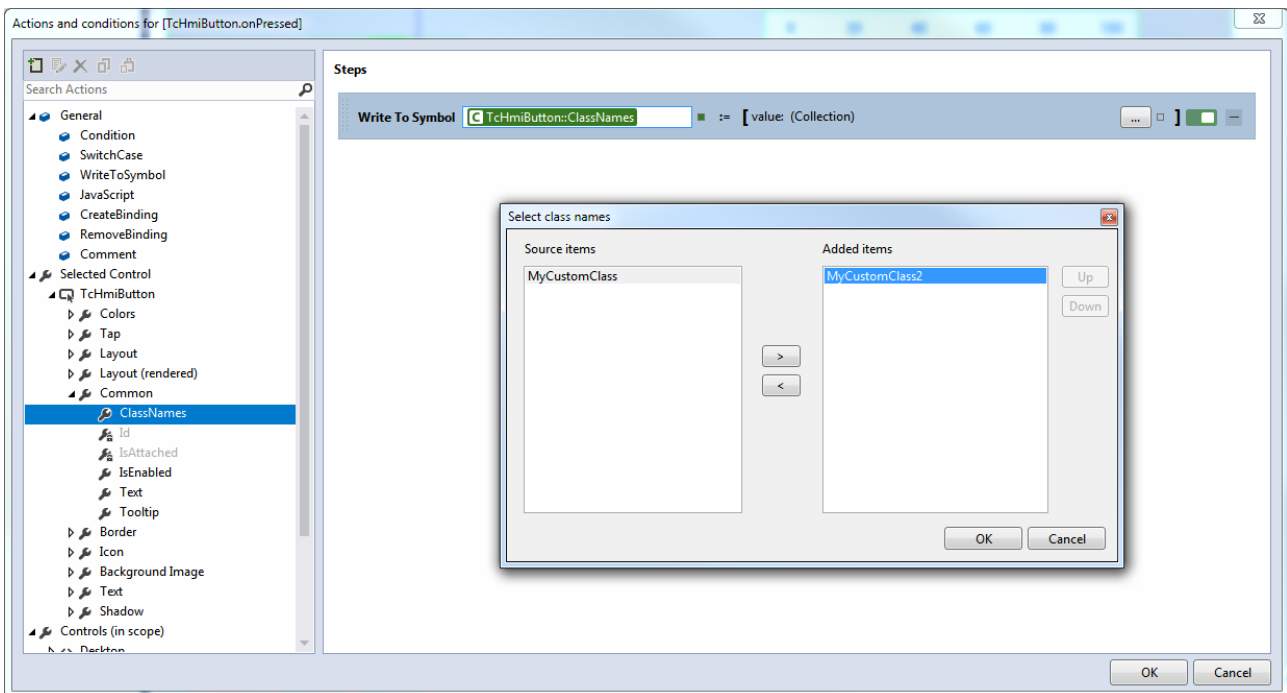 Actions and conditions for [TcHmiButton.onPressed]
Search Actions
General
Condition
SwitchCase
WriteToSymbol
JavaScript
CreateBinding
RemoveBinding
Comment
Selected Control
TcHmiButton
Colors
Tap
Layout
Layout (rendered)
Common
ClassNames
Id
IsAttached
IsEnabled
Text
Tooltip
Border
Icon
Background Image
Text
Shadow
Controls (in scope)
Desktop
Steps
Write To Symbol C TcHmiButton::ClassNames := [ value: (Collection) ... ]
Select class names
Source items
MyCustomClass
>
<
Added items
MyCustomClass2
Up
Down
OK Cancel
OK Cancel